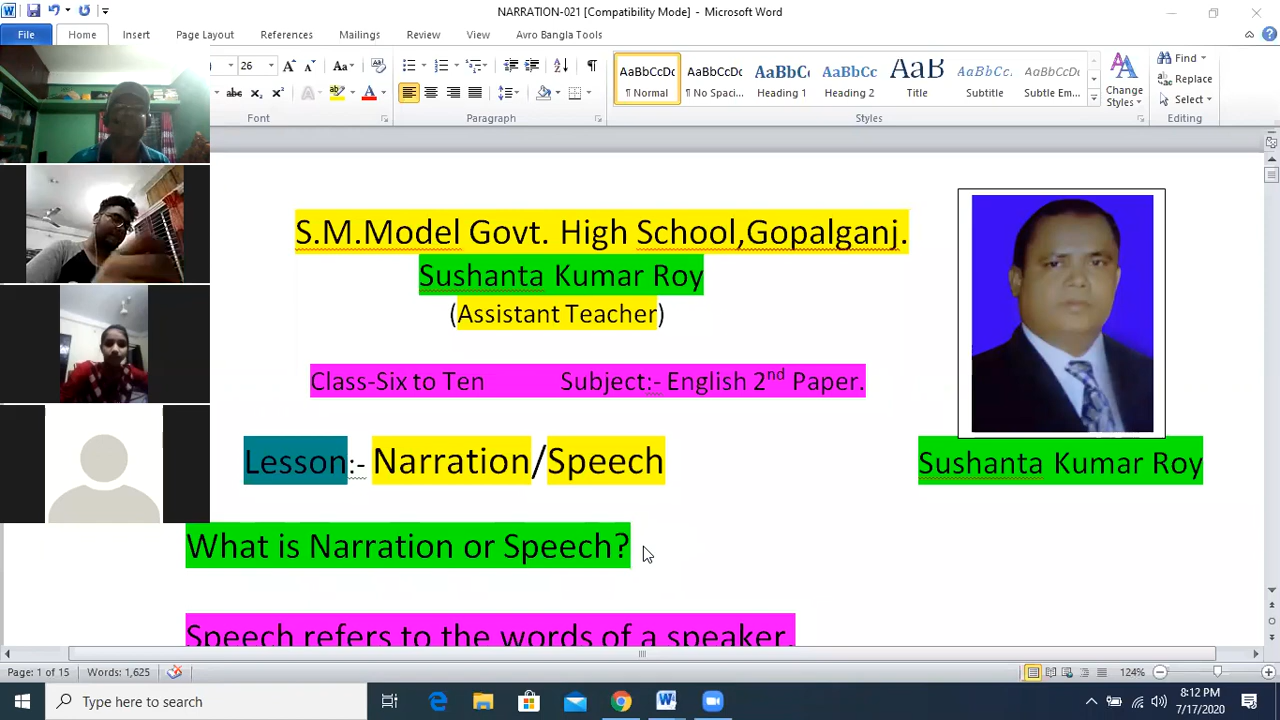 NARRATION-021 [Compatibility Mode] - Microsoft Word
File Home Insert Page Layout References Mailings Review View Avro Bangla Tools
26 Aa
abc x₂ x²
Font
Paragraph
AaBbCcDc AaBbCcDc AaBbC AaBbCc AaB AaBbCc. AaBbCcDc
¶ Normal ¶ No Spaci... Heading 1 Heading 2 Title Subtitle Subtle Em...
Styles
Change
Styles
Find
Replace
Select
Editing
S.M.Model Govt. High School,Gopalganj.
Sushanta Kumar Roy
(Assistant Teacher)
Class-Six to Ten Subject:- English 2nd Paper.
Lesson:- Narration/Speech
Sushanta Kumar Roy
What is Narration or Speech?
Speech refers to the words of a speaker.
Page: 1 of 15 Words: 1,625 124%
Type here to search
8:12 PM
7/17/2020